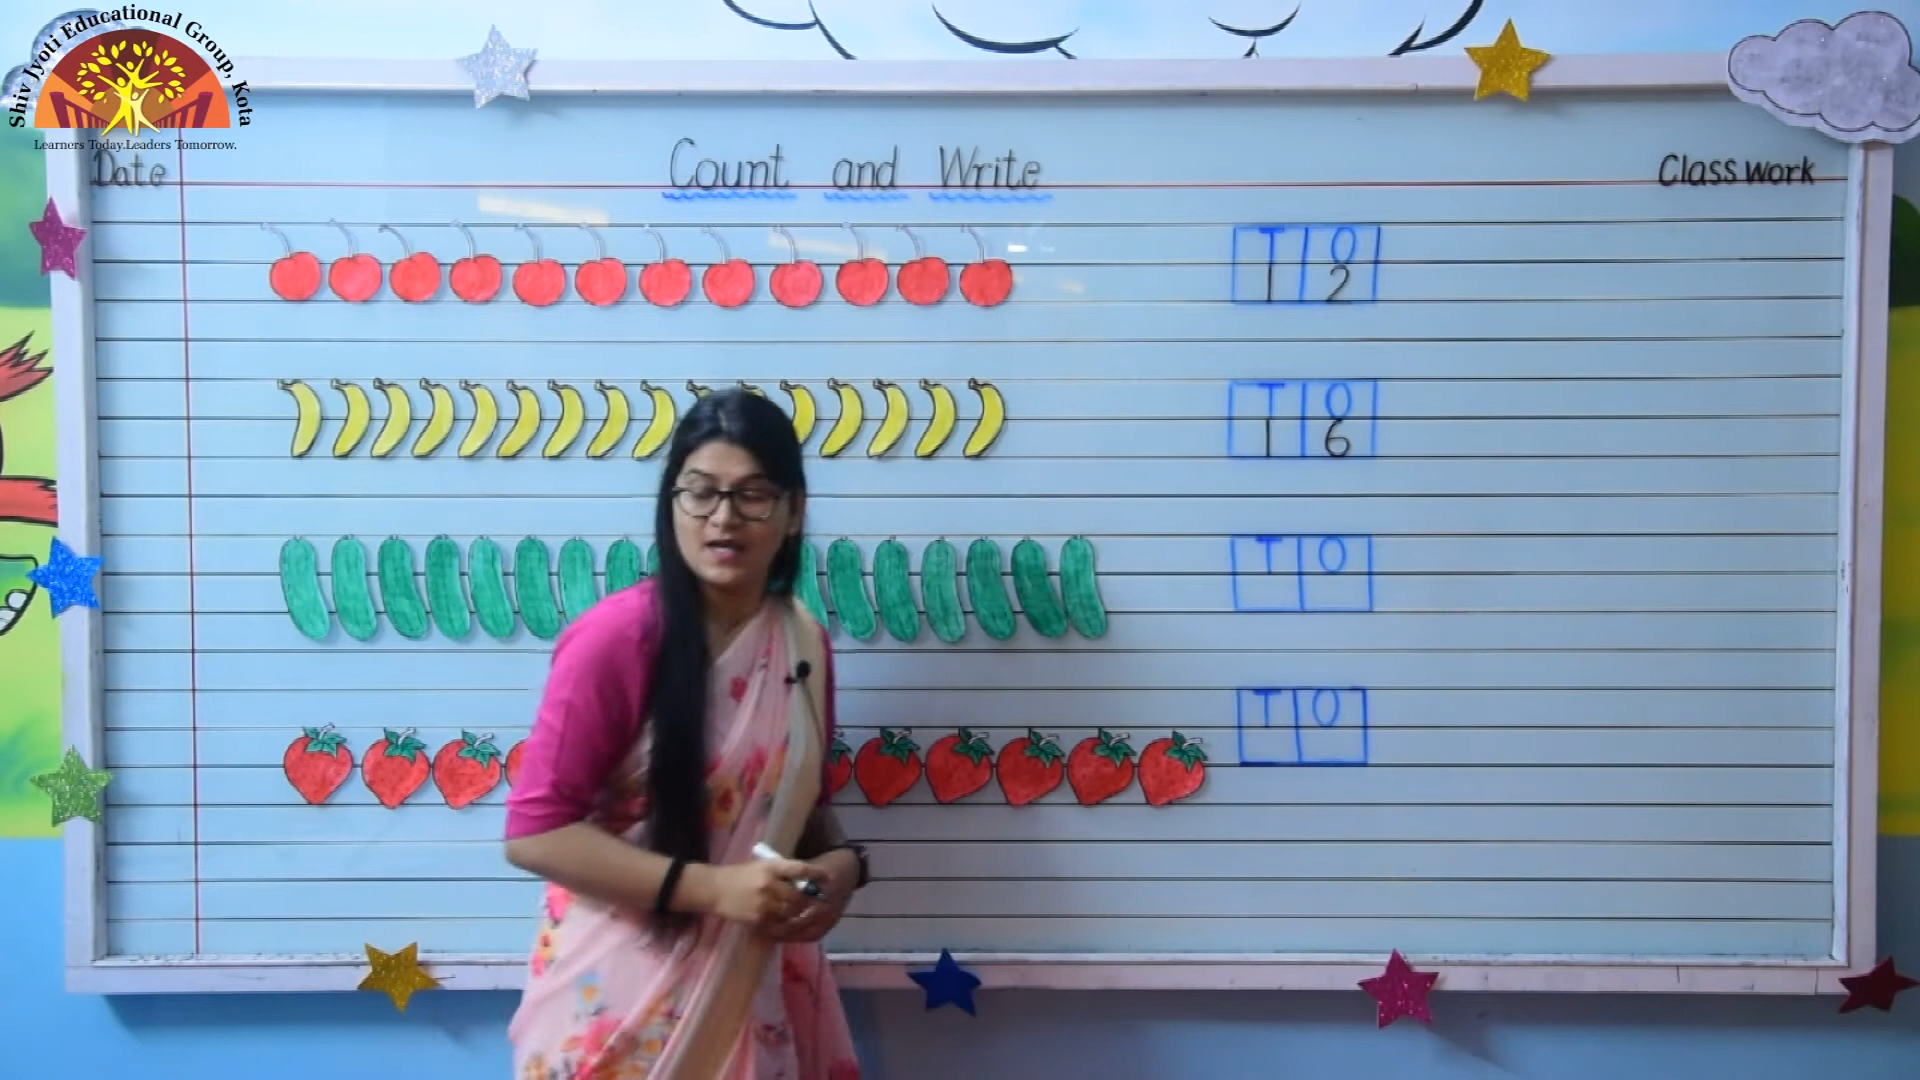 Shiv Jyoti Educational Group, Kota
Learners Today.Leaders Tomorrow.
Date
Count and Write
Class work
T O
1 2
T O
1 6
T O
T O